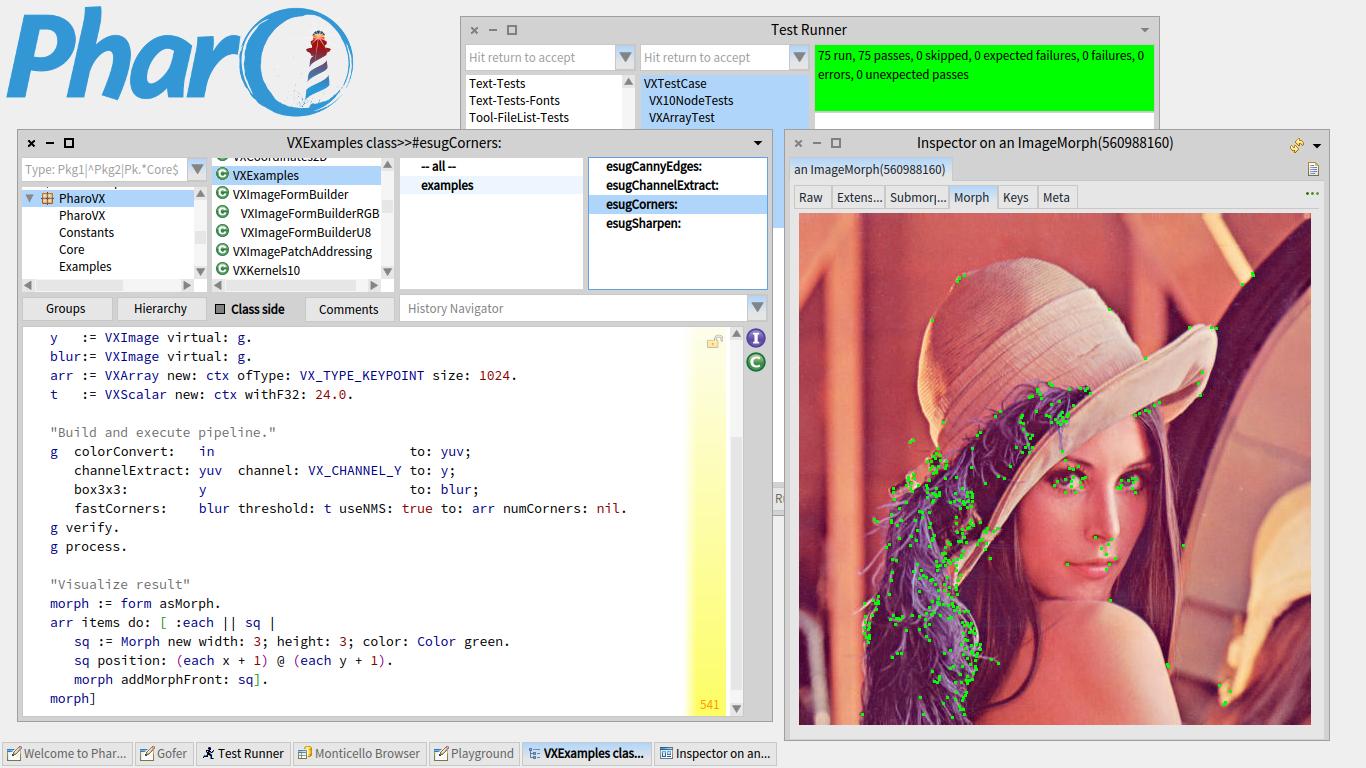 Pharo
Test Runner
Hit return to accept
Hit return to accept
75 run, 75 passes, 0 skipped, 0 expected failures, 0 failures, 0
errors, 0 unexpected passes
Text-Tests
Text-Tests-Fonts
Tool-FileList-Tests
VXTestCase
VX10NodeTests
VXArrayTest
VXExamples class>>#esugCorners:
Type: Pkg1|^Pkg2|Pk.*Core$
PharoVX
PharoVX
Constants
Core
Examples
VXCoordinates2D
VXExamples
VXImageFormBuilder
VXImageFormBuilderRGB
VXImageFormBuilderU8
VXImagePatchAddressing
VXKernels10
-- all --
examples
esugCannyEdges:
esugChannelExtract:
esugCorners:
esugSharpen:
Groups
Hierarchy
Class side
Comments
History Navigator
y := VXImage virtual: g.
blur:= VXImage virtual: g.
arr := VXArray new: ctx ofType: VX_TYPE_KEYPOINT size: 1024.
t := VXScalar new: ctx withF32: 24.0.
"Build and execute pipeline."
g colorConvert: in to: yuv;
channelExtract: yuv channel: VX_CHANNEL_Y to: y;
box3x3: y to: blur;
fastCorners: blur threshold: t useNMS: true to: arr numCorners: nil.
g verify.
g process.
"Visualize result"
morph := form asMorph.
arr items do: [ :each || sq |
sq := Morph new width: 3; height: 3; color: Color green.
sq position: (each x + 1) @ (each y + 1).
morph addMorphFront: sq].
morph]
541
I
C
Inspector on an ImageMorph(560988160)
an ImageMorph(560988160)
Raw
Extens...
Submorp...
Morph
Keys
Meta
Welcome to Phar...
Gofer
Test Runner
Monticello Browser
Playground
VXExamples clas...
Inspector on an...